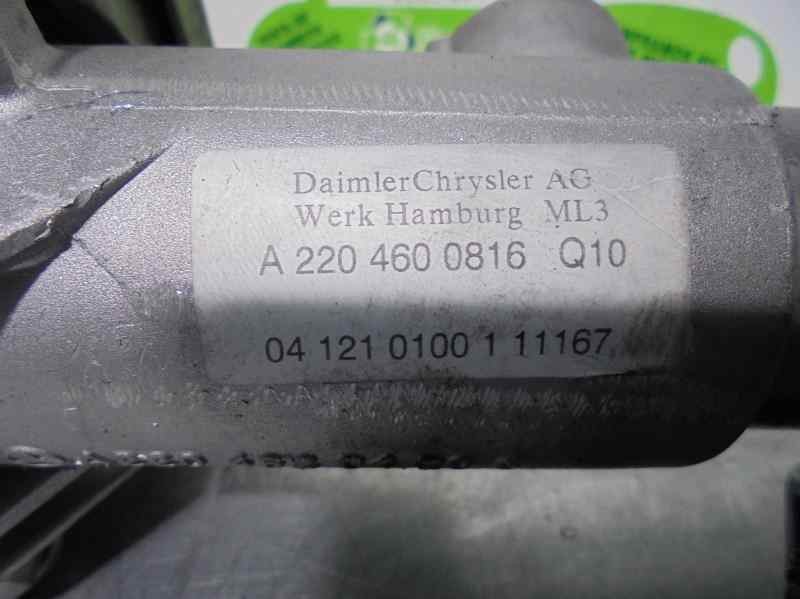 DaimlerChrysler AG
Werk Hamburg ML3
A 220 460 0816 Q10
04 121 0100 1 11167